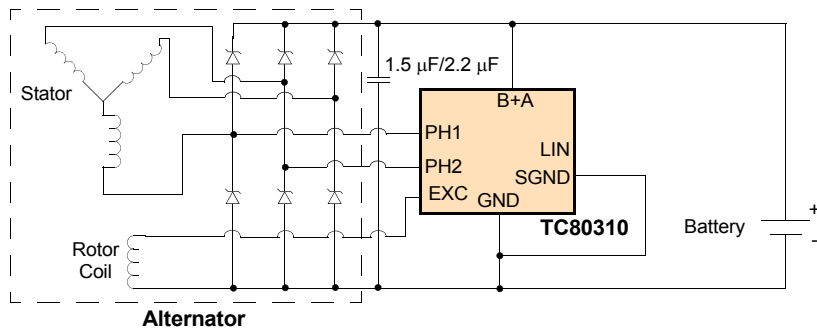 Stator
1.5 μF/2.2 μF
B+A
PH1
LIN
PH2
SGND
EXC
GND
TC80310
Battery
+
-
Rotor
Coil
Alternator